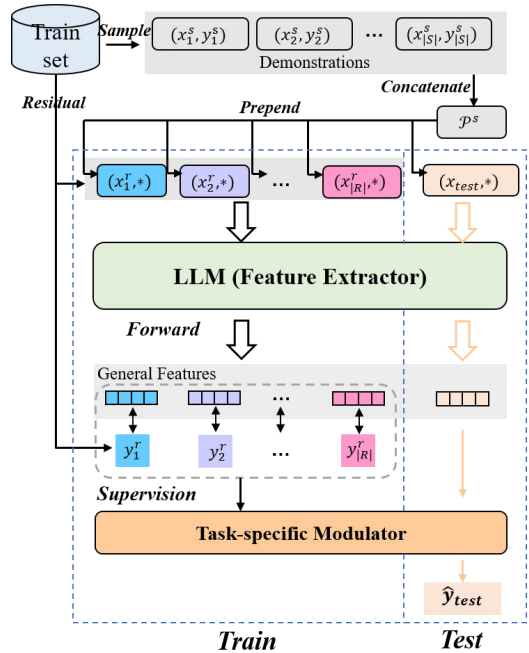 Train
set
Sample
(x_1^s, y_1^s) (x_2^s, y_2^s) ... (x_{|S|}^s, y_{|S|}^s)
Demonstrations
Residual
Concatenate
Prepend
𝒫^s
(x_1^r,*) (x_2^r,*) ... (x_{|R|}^r,*) (x_{test},*)
LLM (Feature Extractor)
Forward
General Features
...
y_1^r y_2^r ... y_{|R|}^r
Supervision
Task-specific Modulator
ŷ_{test}
Train Test